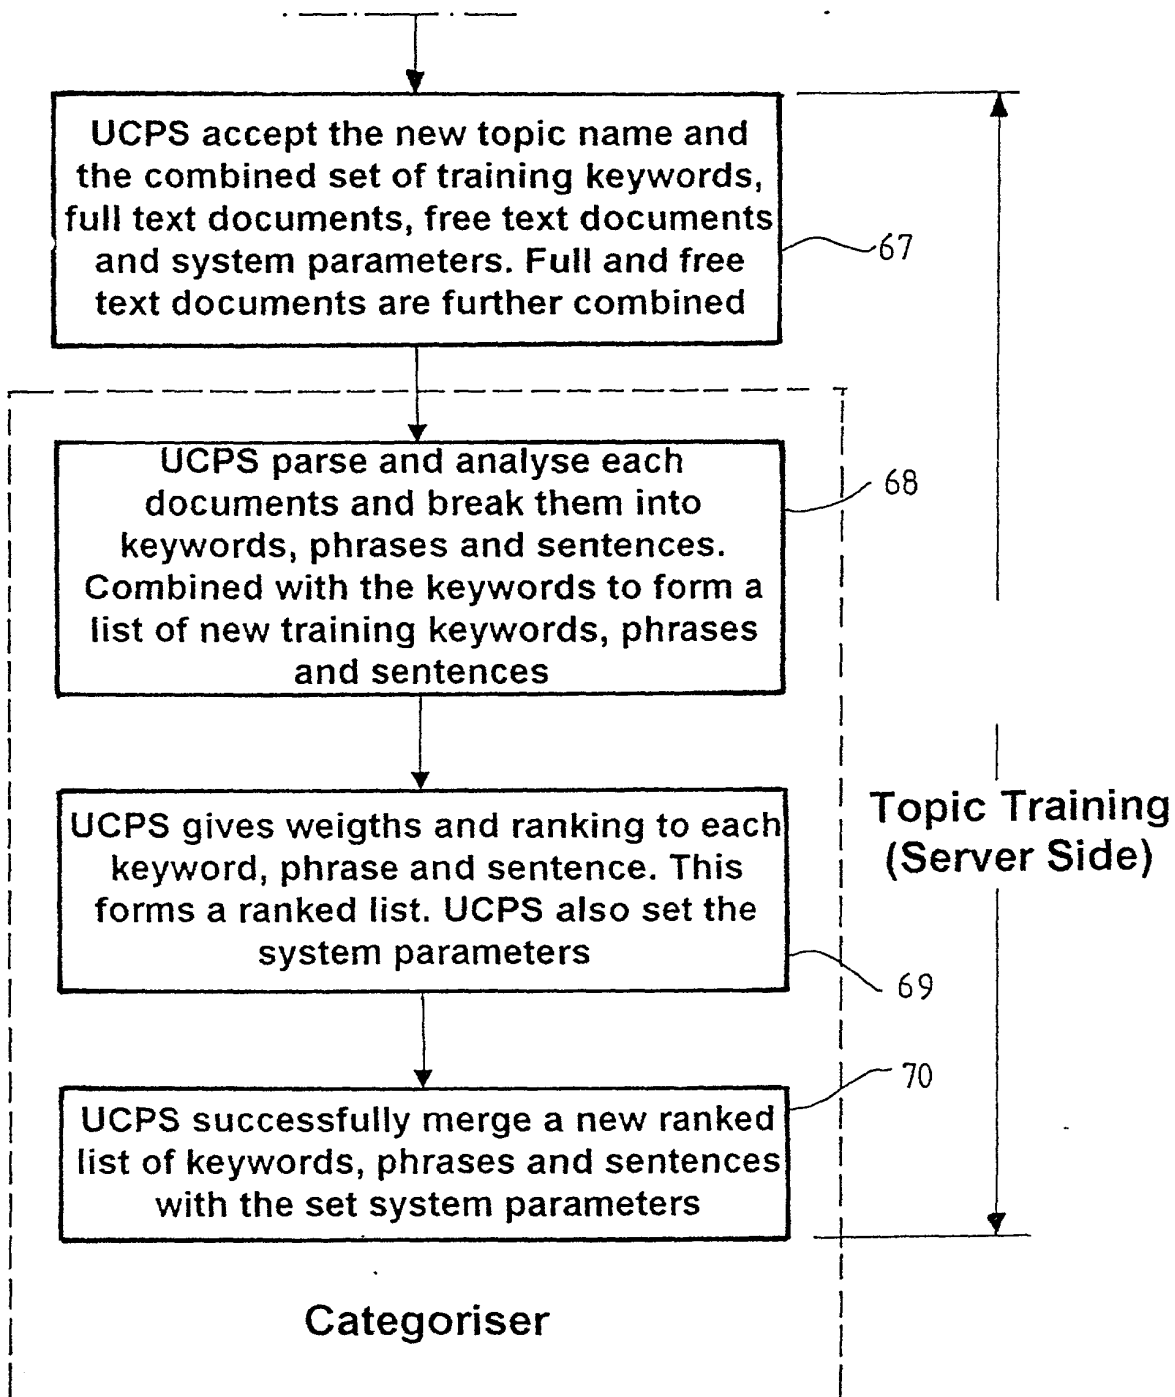 UCPS accept the new topic name and
the combined set of training keywords,
full text documents, free text documents
and system parameters. Full and free
text documents are further combined
67
UCPS parse and analyse each
documents and break them into
keywords, phrases and sentences.
Combined with the keywords to form a
list of new training keywords, phrases
and sentences
68
UCPS gives weigths and ranking to each
keyword, phrase and sentence. This
forms a ranked list. UCPS also set the
system parameters
69
Topic Training
(Server Side)
UCPS successfully merge a new ranked
list of keywords, phrases and sentences
with the set system parameters
70
Categoriser